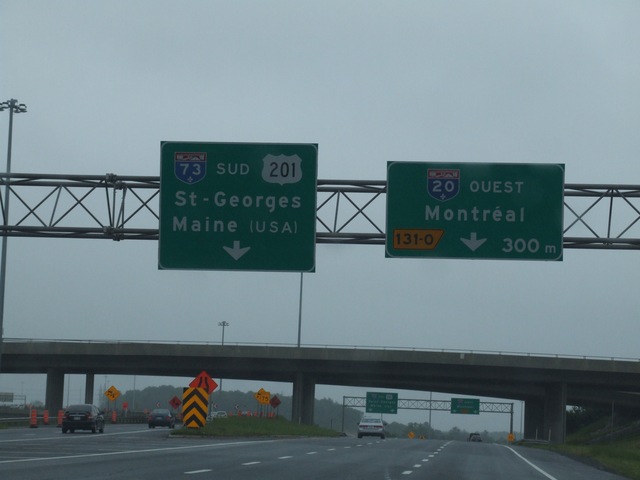 73 SUD 201
St-Georges
Maine (USA)
20 OUEST
Montréal
131-O 300 m